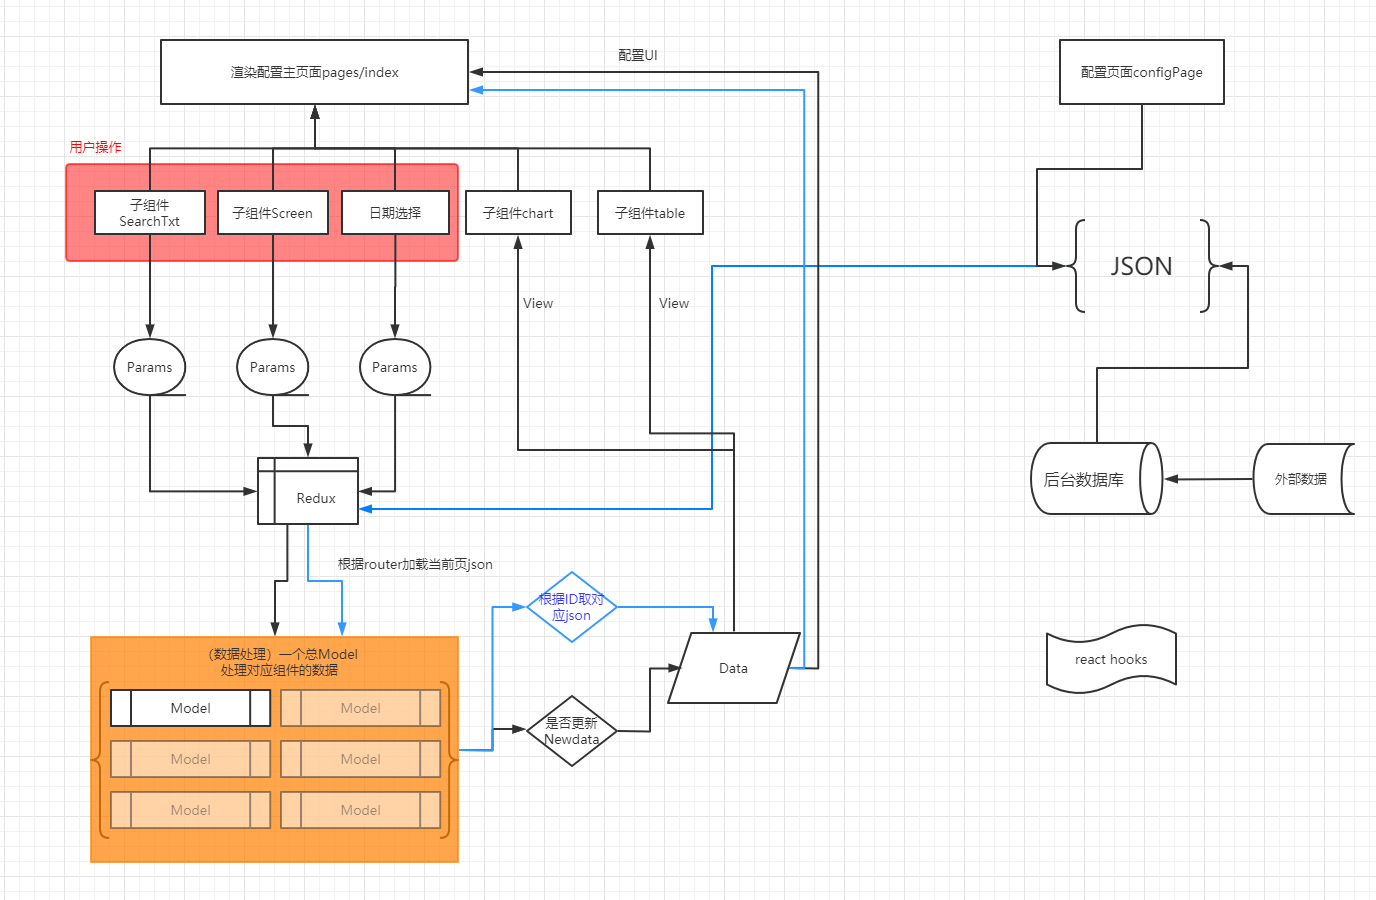 配置UI
渲染配置主页面pages/index
配置页面configPage
用户操作
子组件
SearchTxt
子组件Screen
日期选择
子组件chart
子组件table
JSON
View
View
Params
Params
Params
后台数据库
外部数据
Redux
根据router加载当前页json
根据ID取对
应json
（数据处理）一个总Model
处理对应组件的数据
Data
react hooks
Model
Model
是否更新
Newdata
Model
Model
Model
Model